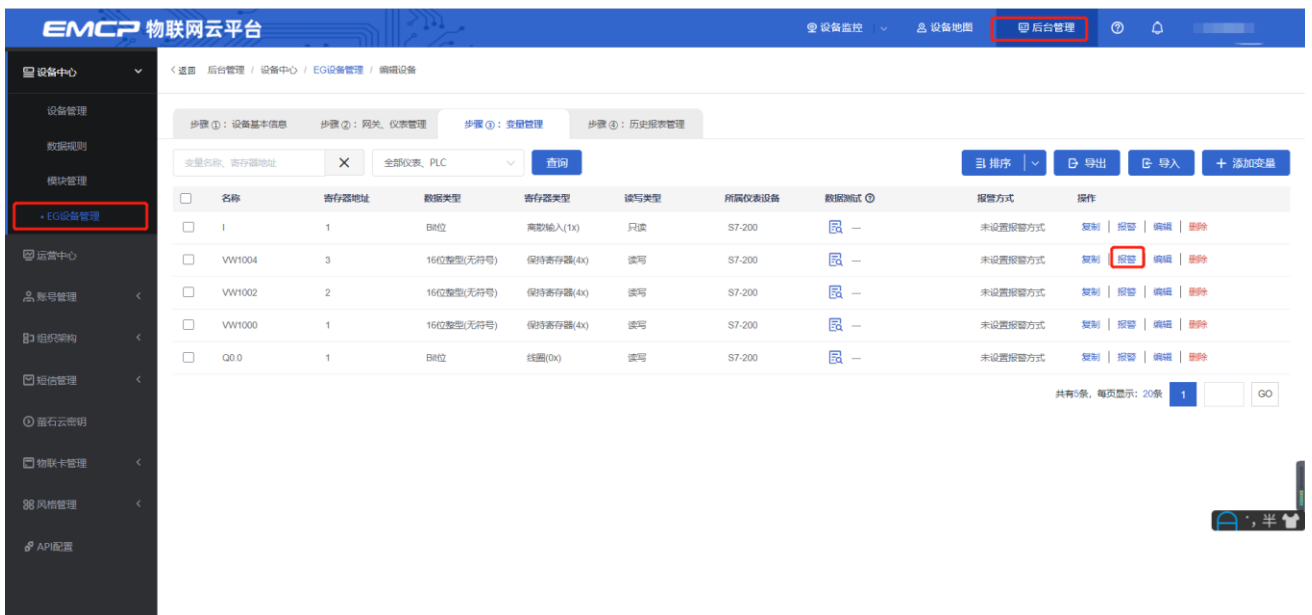 EMCP 物联网云平台
设备监控
设备地图
后台管理
设备中心
设备管理
数据规则
模块管理
• EG设备管理
运营中心
账号管理
组织架构
短信管理
萤石云密钥
物联卡管理
风格管理
API配置
< 返回 后台管理 / 设备中心 / EG设备管理 / 编辑设备
步骤 ①：设备基本信息 步骤 ②：网关、仪表管理 步骤 ③：变量管理 步骤 ④：历史报表管理
变量名称、寄存器地址 X 全部仪表、PLC 查询 排序 导出 导入 + 添加变量
名称 寄存器地址 数据类型 寄存器类型 读写类型 所属仪表设备 数据测试 报警方式 操作
I 1 Bit位 离散输入(1x) 只读 S7-200 -- 未设置报警方式 复制 | 报警 | 编辑 | 删除
VW1004 3 16位整型(无符号) 保持寄存器(4x) 读写 S7-200 -- 未设置报警方式 复制 | 报警 | 编辑 | 删除
VW1002 2 16位整型(无符号) 保持寄存器(4x) 读写 S7-200 -- 未设置报警方式 复制 | 报警 | 编辑 | 删除
VW1000 1 16位整型(无符号) 保持寄存器(4x) 读写 S7-200 -- 未设置报警方式 复制 | 报警 | 编辑 | 删除
Q0.0 1 Bit位 线圈(0x) 读写 S7-200 -- 未设置报警方式 复制 | 报警 | 编辑 | 删除
共有5条，每页显示：20条 1 GO
半